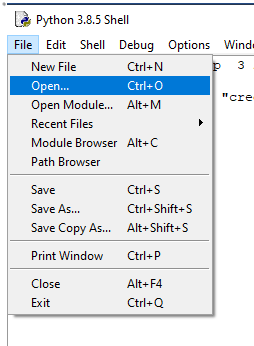 Python 3.8.5 Shell
File Edit Shell Debug Options
New File Ctrl+N
Open... Ctrl+O
Open Module... Alt+M
Recent Files
Module Browser Alt+C
Path Browser
Save Ctrl+S
Save As... Ctrl+Shift+S
Save Copy As... Alt+Shift+S
Print Window Ctrl+P
Close Alt+F4
Exit Ctrl+Q
p 3
"cre